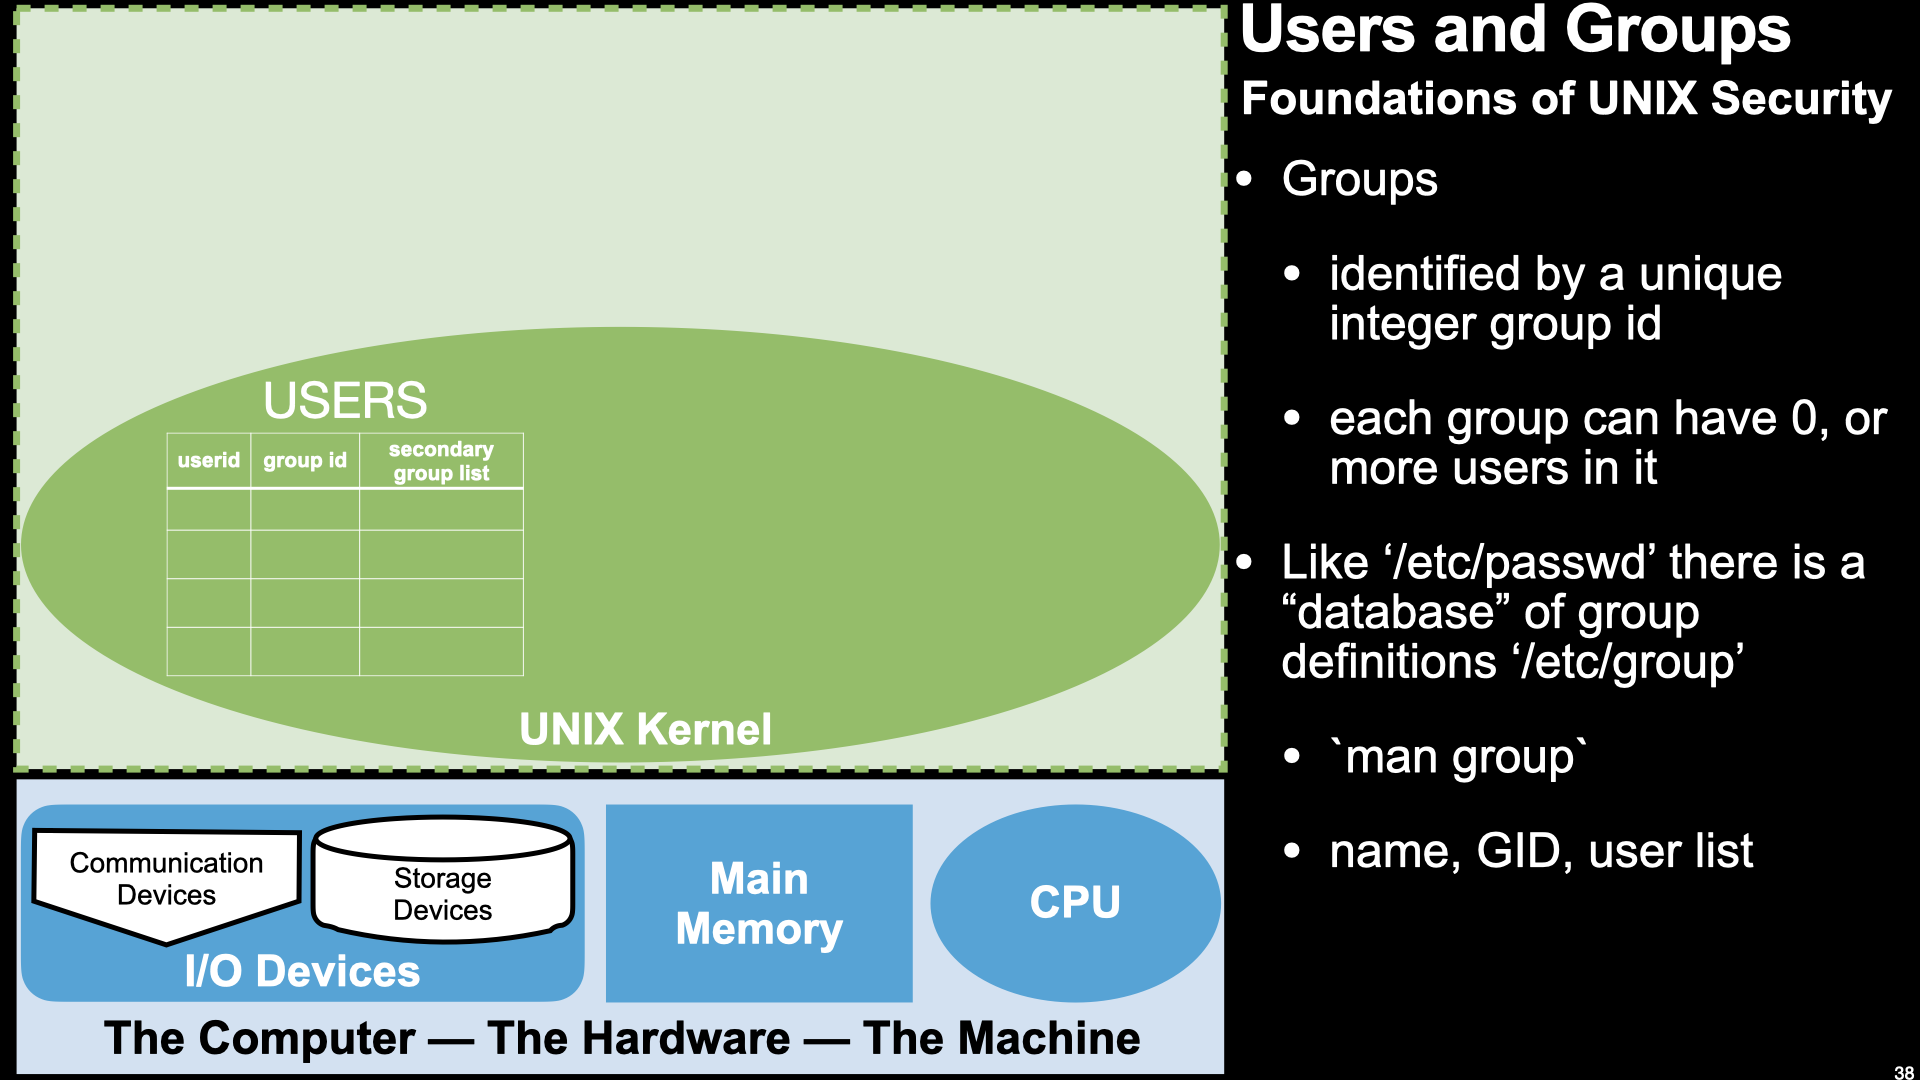 Users and Groups
Foundations of UNIX Security
• Groups
• identified by a unique
integer group id
• each group can have 0, or
more users in it
• Like ‘/etc/passwd’ there is a
“database” of group
definitions ‘/etc/group’
• `man group`
• name, GID, user list
USERS
userid group id secondary
group list
UNIX Kernel
Communication
Devices
Storage
Devices
I/O Devices
Main
Memory
CPU
The Computer — The Hardware — The Machine
38